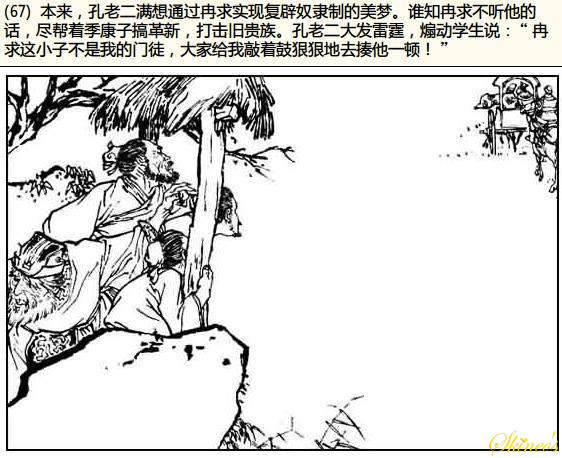 (67) 本来，孔老二满想通过冉求实现复辟奴隶制的美梦。谁知冉求不听他的
话，尽帮着季康子搞革新，打击旧贵族。孔老二大发雷霆，煽动学生说：“ 冉
求这小子不是我的门徒，大家给我敲着鼓狠狠地去揍他一顿！”